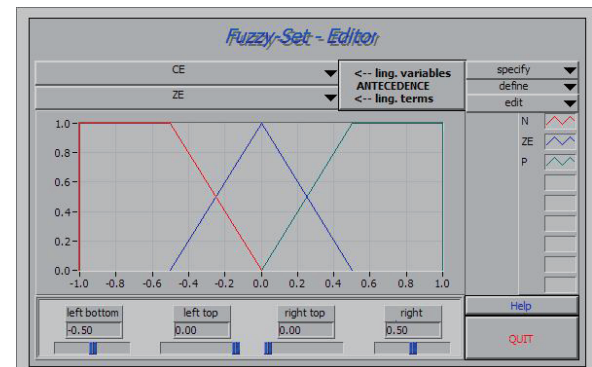 Fuzzy-Set - Editor
CE
ZE
<-- ling. variables
ANTECEDENCE
<-- ling. terms
specify
define
edit
N
ZE
P
1.0
0.8
0.6
0.4
0.2
0.0
-1.0 -0.8 -0.6 -0.4 -0.2 0.0 0.2 0.4 0.6 0.8 1.0
left bottom left top right top right
-0.50 0.00 0.00 0.50
Help
QUIT